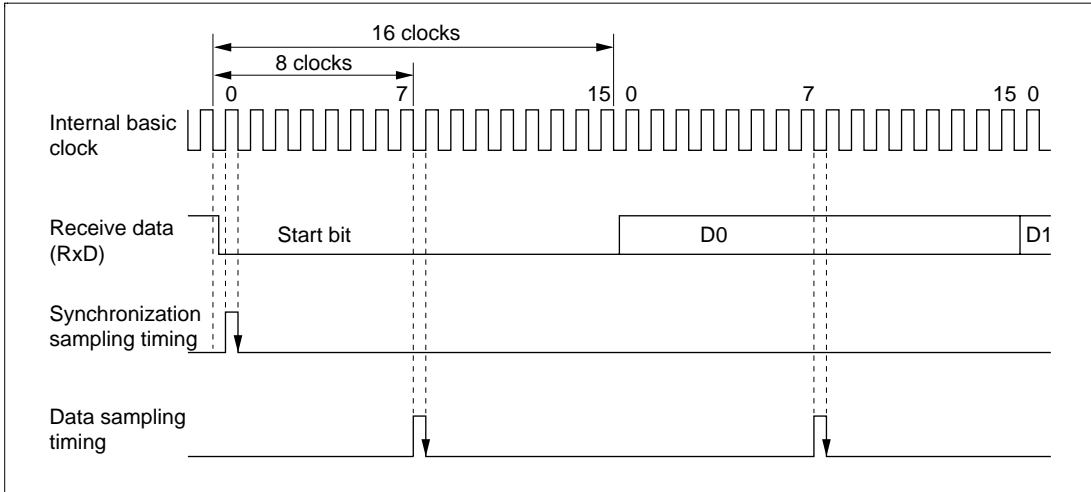 16 clocks
8 clocks
0 7 15 0 7 15 0
Internal basic
clock
Receive data
(RxD)
Start bit D0 D1
Synchronization
sampling timing
Data sampling
timing